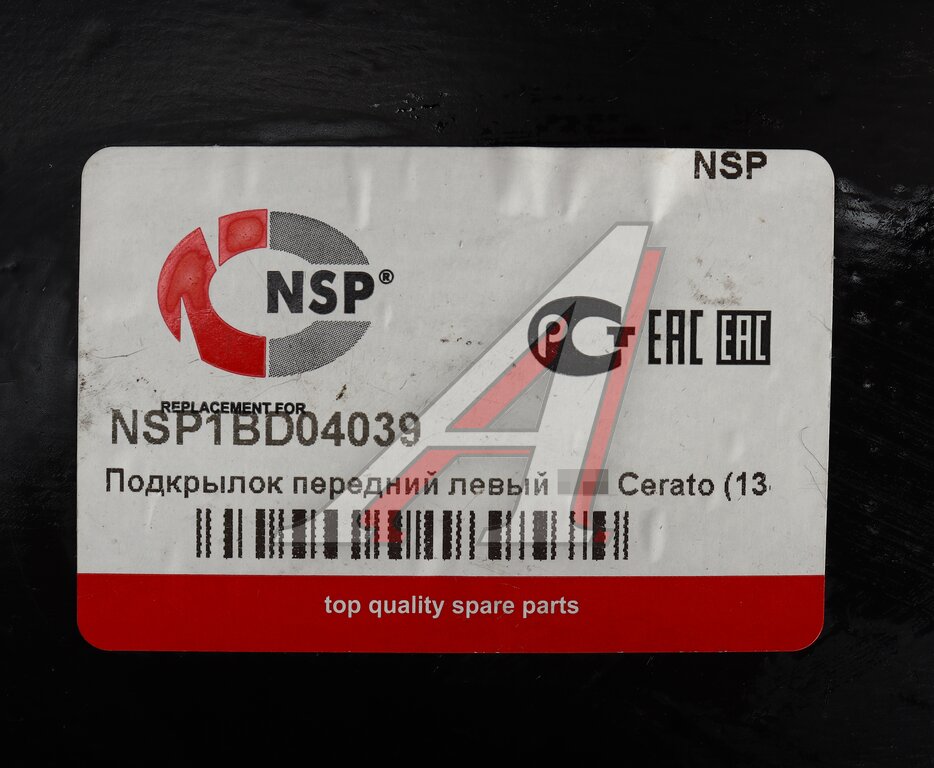 NSP
NSP®
РСТ EAC EAC
REPLACEMENT FOR
NSP1BD04039
Подкрылок передний левый Cerato (13
top quality spare parts